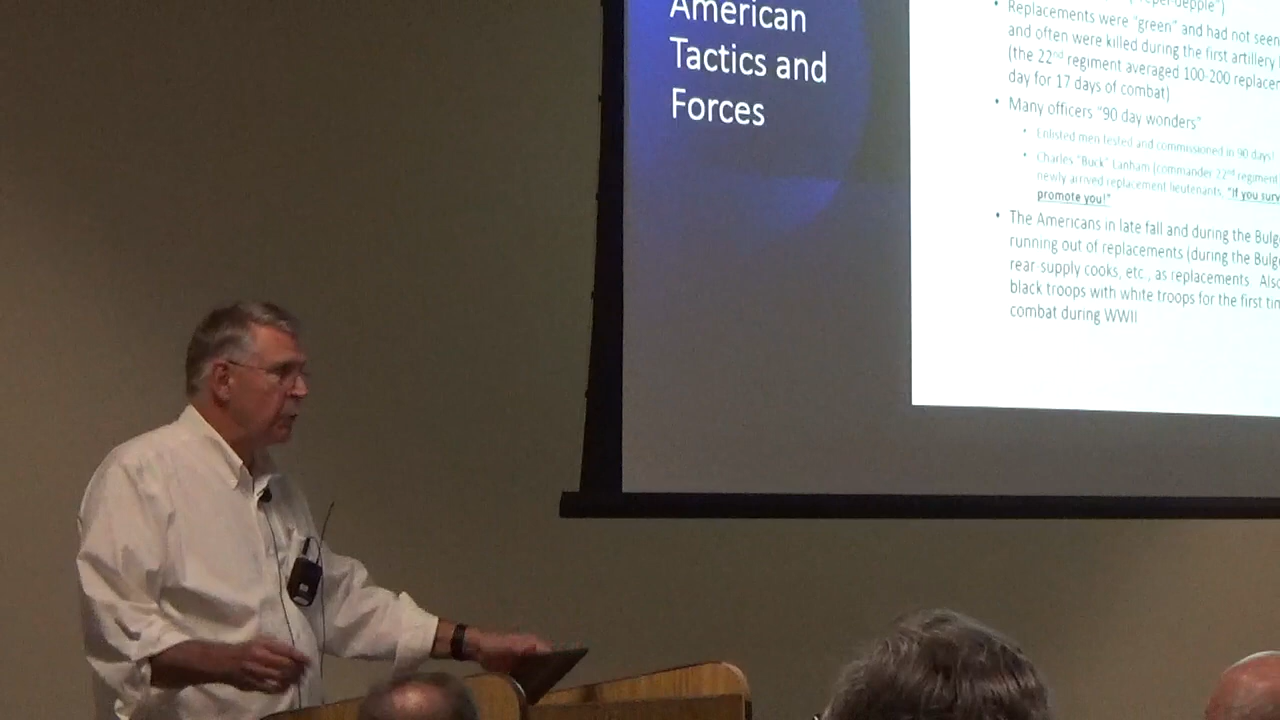 American
Tactics and
Forces
• Replacements were "green" and had not seen
and often were killed during the first artillery
(the 22nd regiment averaged 100-200 replacem
day for 17 days of combat)
• Many officers "90 day wonders"
• Enlisted men tested and commissioned in 90 days!
• Charles "Buck" Lanham (commander 22nd regiment
newly arrived replacement lieutenants, "If you surv
promote you!"
• The Americans in late fall and during the Bulge
running out of replacements (during the Bulge
rear-supply cooks, etc., as replacements. Also
black troops with white troops for the first tim
combat during WWII